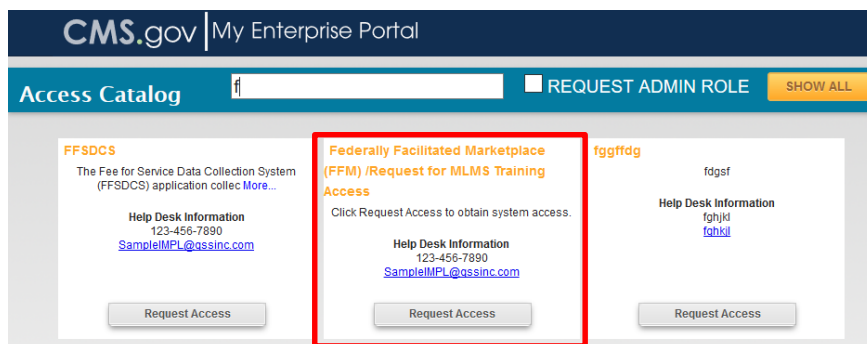 CMS.gov My Enterprise Portal
Access Catalog
f
REQUEST ADMIN ROLE
SHOW ALL
FFSDCS
The Fee for Service Data Collection System
(FFSDCS) application collec More...
Help Desk Information
123-456-7890
SampleIMPL@qssinc.com
Request Access
Federally Facilitated Marketplace
(FFM) /Request for MLMS Training
Access
Click Request Access to obtain system access.
Help Desk Information
123-456-7890
SampleIMPL@qssinc.com
Request Access
fggffdg
fdgsf
Help Desk Information
fghjkl
fghkjl
Request Access